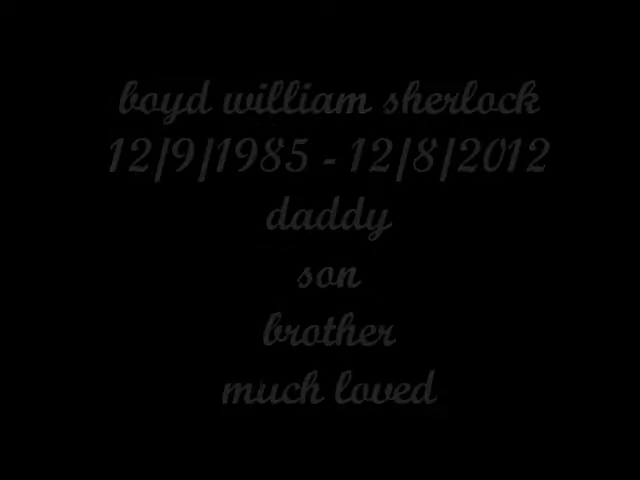 boyd william sherlock
12/9/1985 - 12/8/2012
daddy
son
brother
much loved